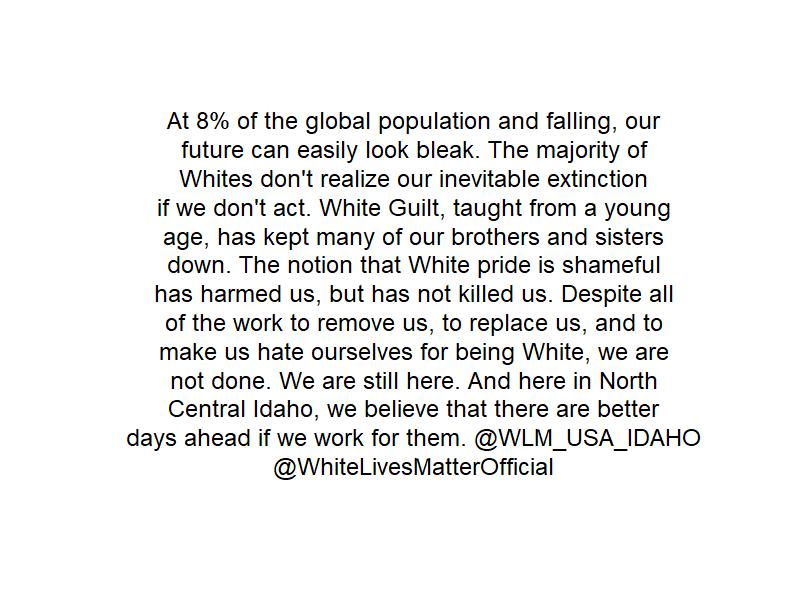 At 8% of the global population and falling, our
future can easily look bleak. The majority of
Whites don't realize our inevitable extinction
if we don't act. White Guilt, taught from a young
age, has kept many of our brothers and sisters
down. The notion that White pride is shameful
has harmed us, but has not killed us. Despite all
of the work to remove us, to replace us, and to
make us hate ourselves for being White, we are
not done. We are still here. And here in North
Central Idaho, we believe that there are better
days ahead if we work for them. @WLM_USA_IDAHO
@WhiteLivesMatterOfficial